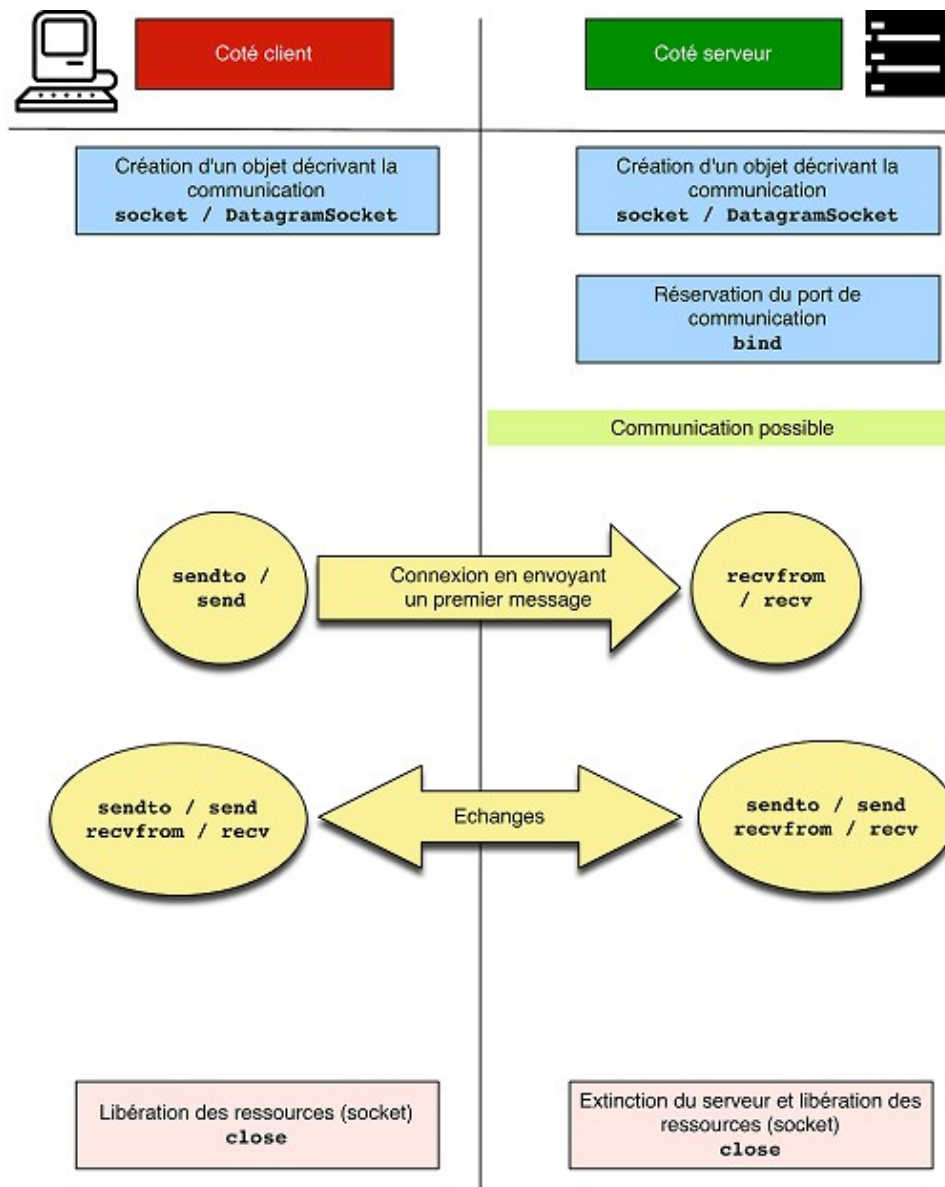 Coté client
Coté serveur
Création d'un objet décrivant la
communication
socket / DatagramSocket
Création d'un objet décrivant la
communication
socket / DatagramSocket
Réservation du port de
communication
bind
Communication possible
sendto /
send
Connexion en envoyant
un premier message
recvfrom
/ recv
sendto / send
recvfrom / recv
Echanges
sendto / send
recvfrom / recv
Libération des ressources (socket)
close
Extinction du serveur et libération des
ressources (socket)
close